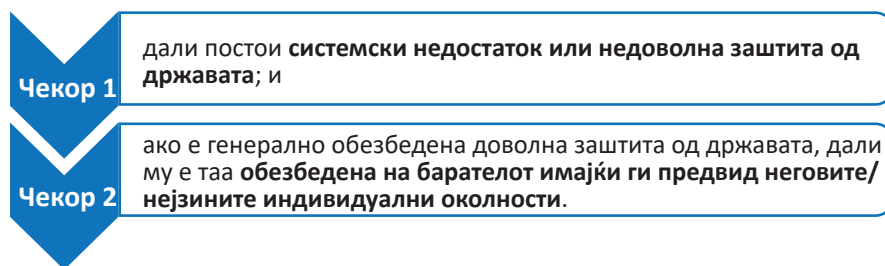 Чекор 1
дали постои системски недостаток или недоволна заштита од
државата; и
Чекор 2
ако е генерално обезбедена доволна заштита од државата, дали
му е таа обезбедена на барателот имајќи ги предвид неговите/
нејзините индивидуални околности.